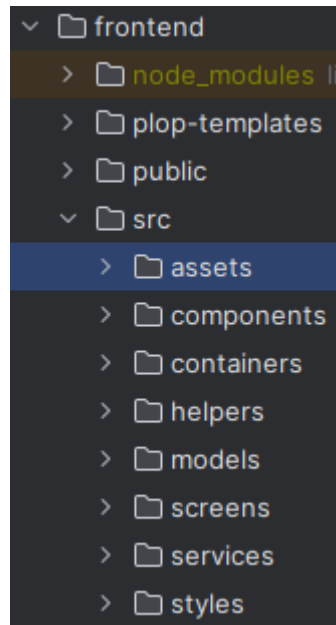 frontend
node_modules
plop-templates
public
src
assets
components
containers
helpers
models
screens
services
styles